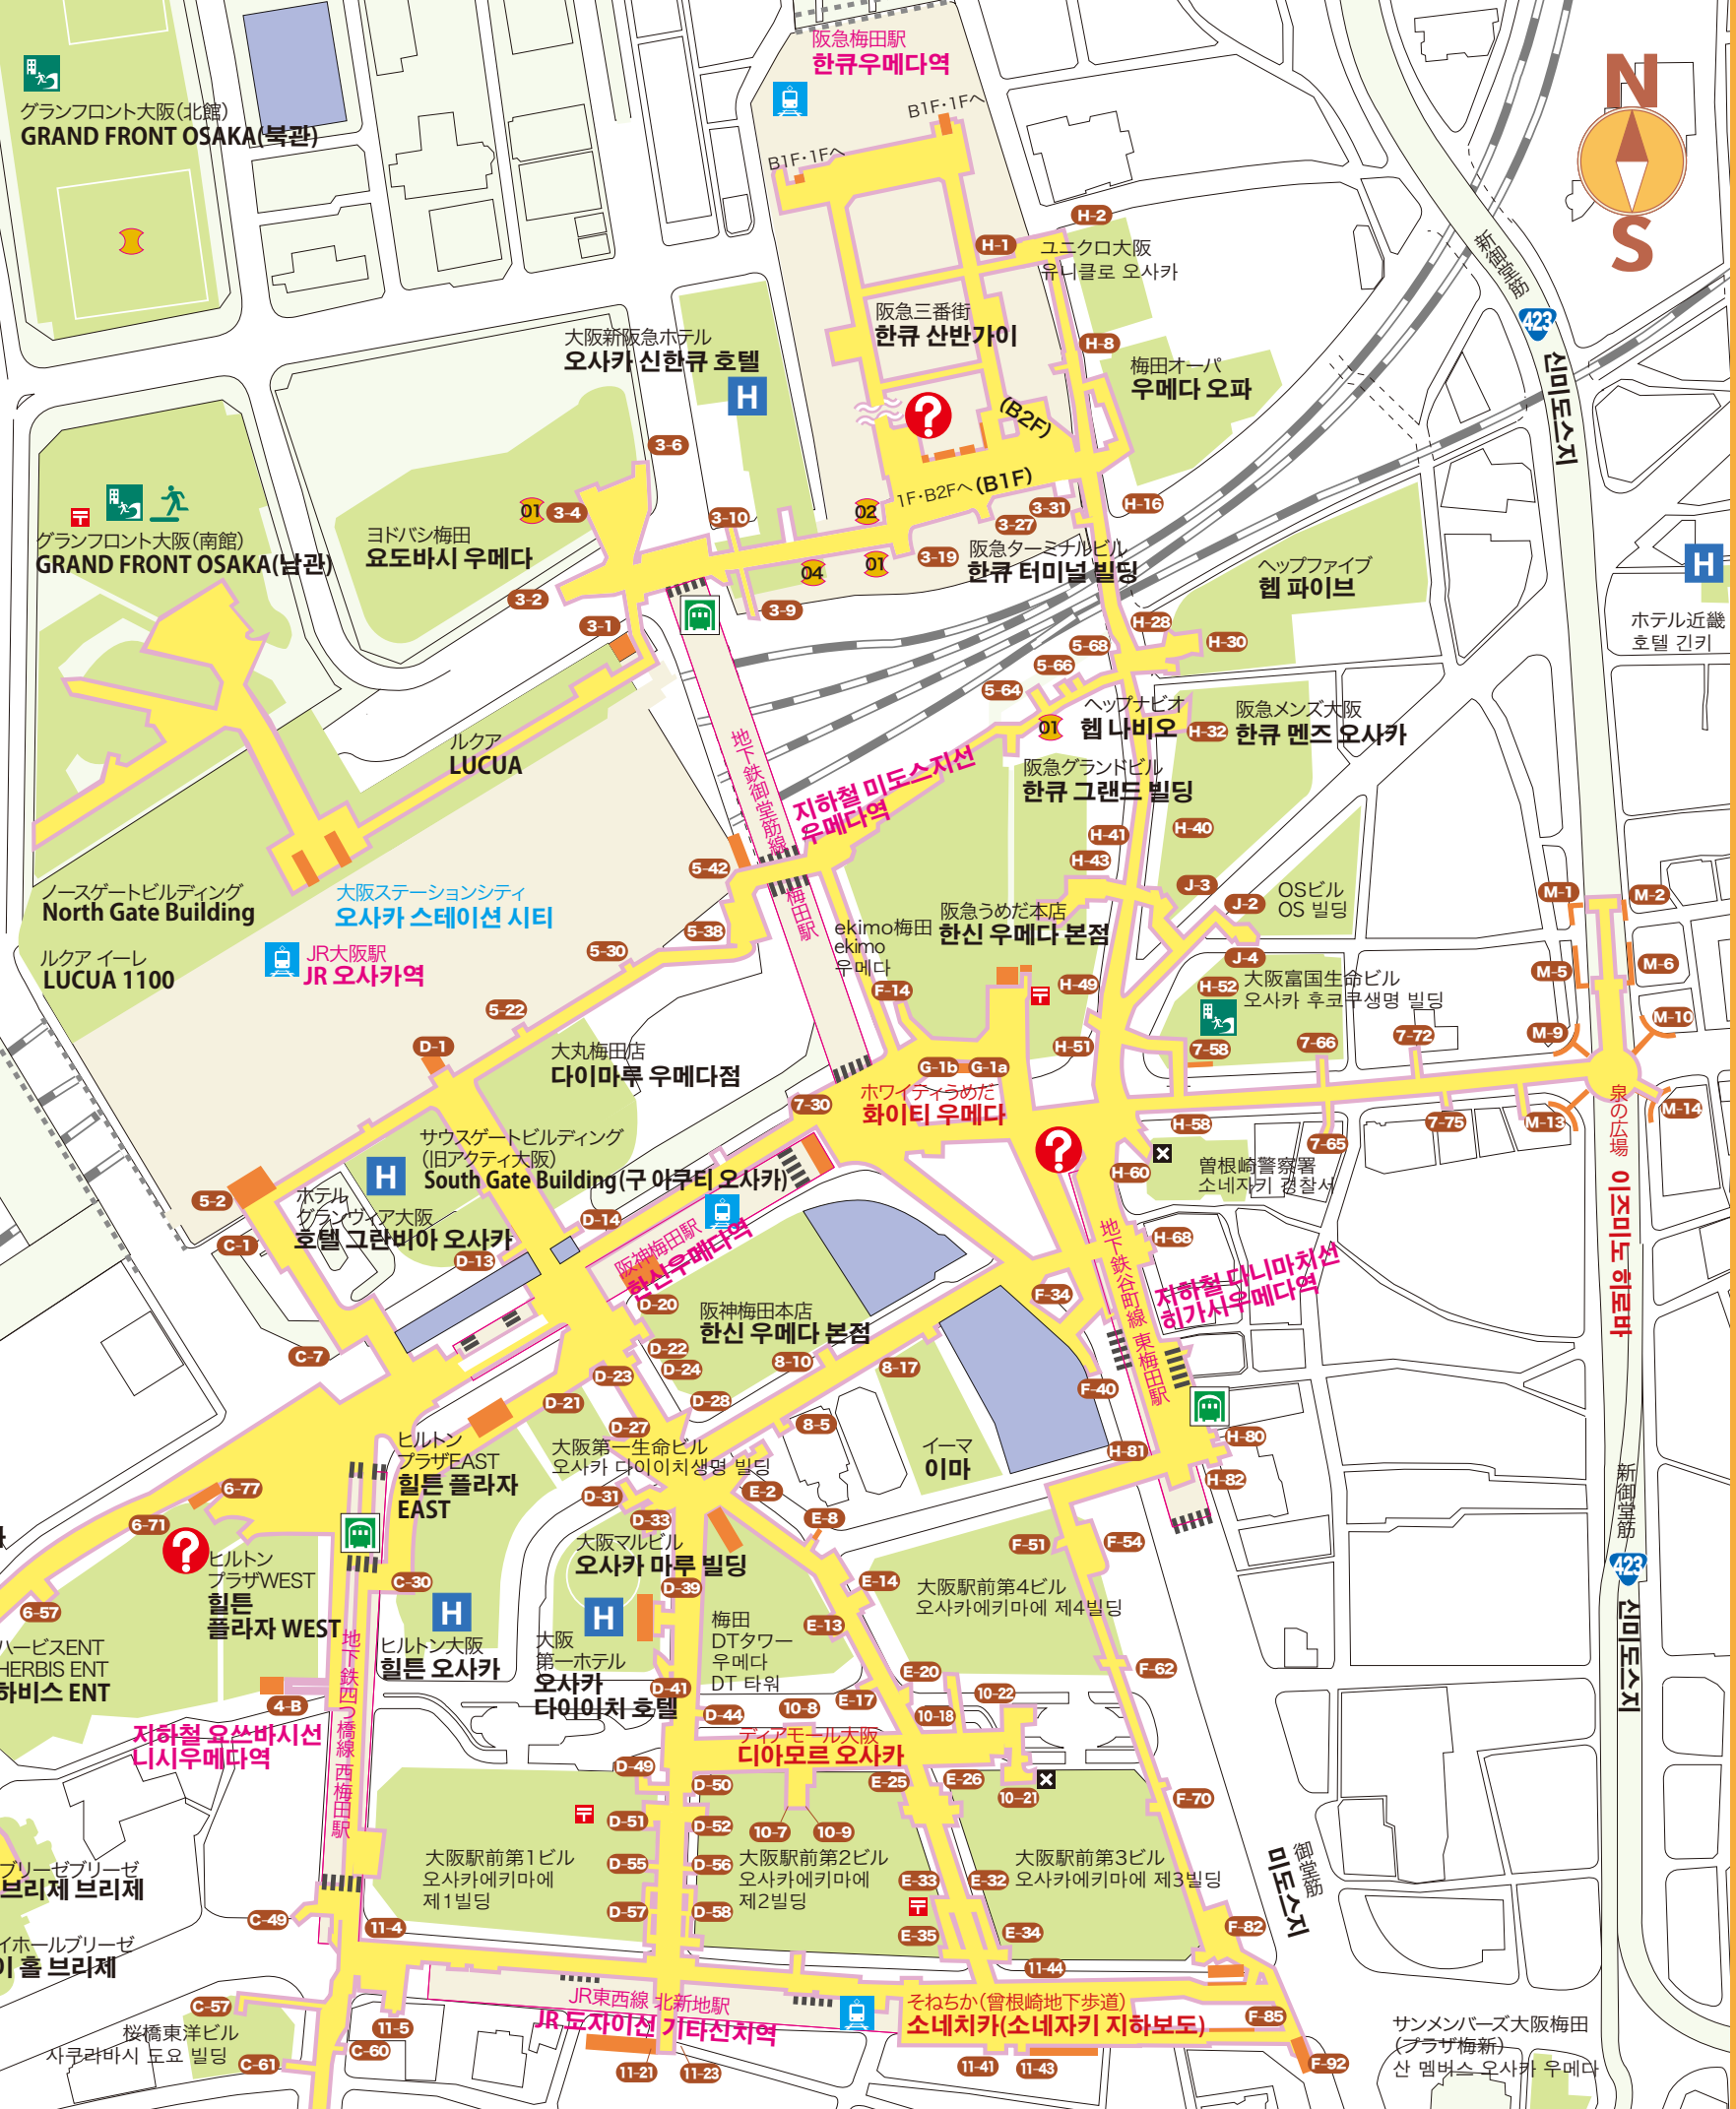 阪急梅田駅
한큐우메다역
B1F・1Fへ
B1F・1Fへ
N
S
グランフロント大阪(北館)
GRAND FRONT OSAKA(북관)
H-2
H-1
ユニクロ大阪
유니클로 오사카
新御堂筋
423
신미도스지
阪急三番街
한큐 산반가이
大阪新阪急ホテル
오사카 신한큐 호텔
H
H-8
梅田オーパ
우메다 오파
(B2F)
1F・B2Fへ (B1F)
3-6
01
3-4
3-10
02
3-31
3-27
H-16
グランフロント大阪(南館)
GRAND FRONT OSAKA(남관)
ヨドバシ梅田
요도바시 우메다
04
01
3-19
阪急ターミナルビル
한큐 터미널 빌딩
ヘップファイブ
헵 파이브
H
ホテル近畿
호텔 긴키
3-2
3-9
3-1
H-28
H-30
5-68
5-66
5-64
ヘップナビオ
헵 나비오
01
H-32
阪急メンズ大阪
한큐 멘즈 오사카
ルクア
LUCUA
地下鉄御堂筋線
梅田駅
지하철 미도스지선
우메다역
阪急グランドビル
한큐 그랜드 빌딩
H-41
H-40
H-43
5-42
J-3
J-2
J-4
OSビル
OS 빌딩
M-1
M-2
M-5
M-6
M-9
M-10
ノースゲートビルディング
North Gate Building
大阪ステーションシティ
오사카 스테이션 시티
JR大阪駅
JR 오사카역
ルクア イーレ
LUCUA 1100
5-38
5-30
5-22
ekimo梅田
ekimo
우메다
阪急うめだ本店
한신 우메다 본점
F-14
H-49
H-52
大阪富国生命ビル
오사카 후코쿠생명 빌딩
H-51
7-58
7-66
7-72
D-1
大丸梅田店
다이마루 우메다점
G-1b
G-1a
ホワイティうめだ
화이티 우메다
7-30
H-58
7-65
7-75
M-13
M-14
泉の広場
이즈미노 히로바
サウスゲートビルディング
(旧アクティ大阪)
South Gate Building(구 아쿠티 오사카)
H
H-60
曽根崎警察署
소네자키 경찰서
5-2
C-1
ホテル
グランヴィア大阪
호텔 그란비아 오사카
D-14
D-13
阪神梅田駅
한신우메다역
H-68
地下鉄谷町線 東梅田駅
지하철 다니마치선
히가시우메다역
F-34
D-20
阪神梅田本店
한신 우메다 본점
C-7
D-22
D-24
D-23
8-10
8-17
D-21
D-28
D-27
8-5
F-40
ヒルトン
プラザEAST
힐튼 플라자
EAST
大阪第一生命ビル
오사카 다이이치생명 빌딩
イーマ
이마
H-81
H-80
H-82
新御堂筋
423
신미도스지
6-77
6-71
D-31
E-2
D-33
E-8
大阪マルビル
오사카 마루 빌딩
F-51
F-54
ヒルトン
プラザWEST
힐튼
플라자 WEST
C-30
D-39
E-14
大阪駅前第4ビル
오사카에키마에 제4빌딩
6-57
H
H
ヒルトン大阪
힐튼 오사카
大阪
第一ホテル
오사카
다이이치 호텔
梅田
DTタワー
우메다
DT 타워
E-13
ハービスENT
HERBIS ENT
하비스 ENT
4-B
지하철 요쓰바시선
니시우메다역
地下鉄四つ橋線 西梅田駅
E-20
F-62
D-41
D-44
10-8
E-17
10-18
10-22
ディアモール大阪
디아모르 오사카
D-49
D-50
E-25
E-26
10-21
F-70
D-51
D-52
10-7
10-9
大阪駅前第1ビル
오사카에키마에
제1빌딩
D-55
D-56
大阪駅前第2ビル
오사카에키마에
제2빌딩
E-33
E-32
大阪駅前第3ビル
오사카에키마에 제3빌딩
御堂筋
미도스지
ブリーゼブリーゼ
브리제 브리제
C-49
11-4
D-57
D-58
E-35
E-34
F-82
イホールブリーゼ
이 홀 브리제
11-44
C-57
JR東西線 北新地駅
JR 도자이선 기타신치역
そねちか(曽根崎地下歩道)
소네치카(소네자키 지하보도)
F-85
桜橋東洋ビル
사쿠라바시 도요 빌딩
11-5
C-60
C-61
11-21
11-23
11-41
11-43
F-92
サンメンバーズ大阪梅田
(プラザ梅新)
산 멤버스 오사카 우메다